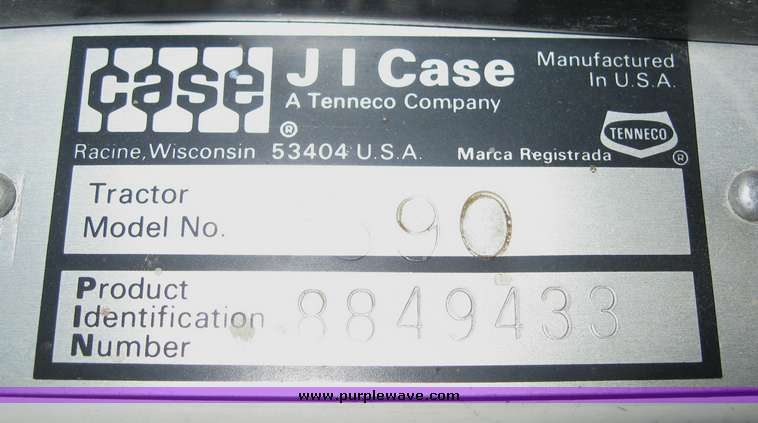 case
J I Case
A Tenneco Company
Manufactured
In U.S.A.
®
Racine, Wisconsin 53404 U.S.A.
Marca Registrada
TENNECO
®
Tractor
Model No.
Product
Identification
Number
8849433
www.purplewave.com